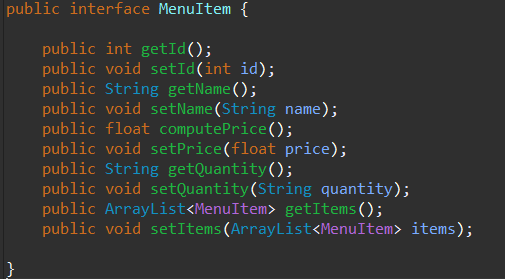 public interface MenuItem {
public int getId();
public void setId(int id);
public String getName();
public void setName(String name);
public float computePrice();
public void setPrice(float price);
public String getQuantity();
public void setQuantity(String quantity);
public ArrayList<MenuItem> getItems();
public void setItems(ArrayList<MenuItem> items);
}